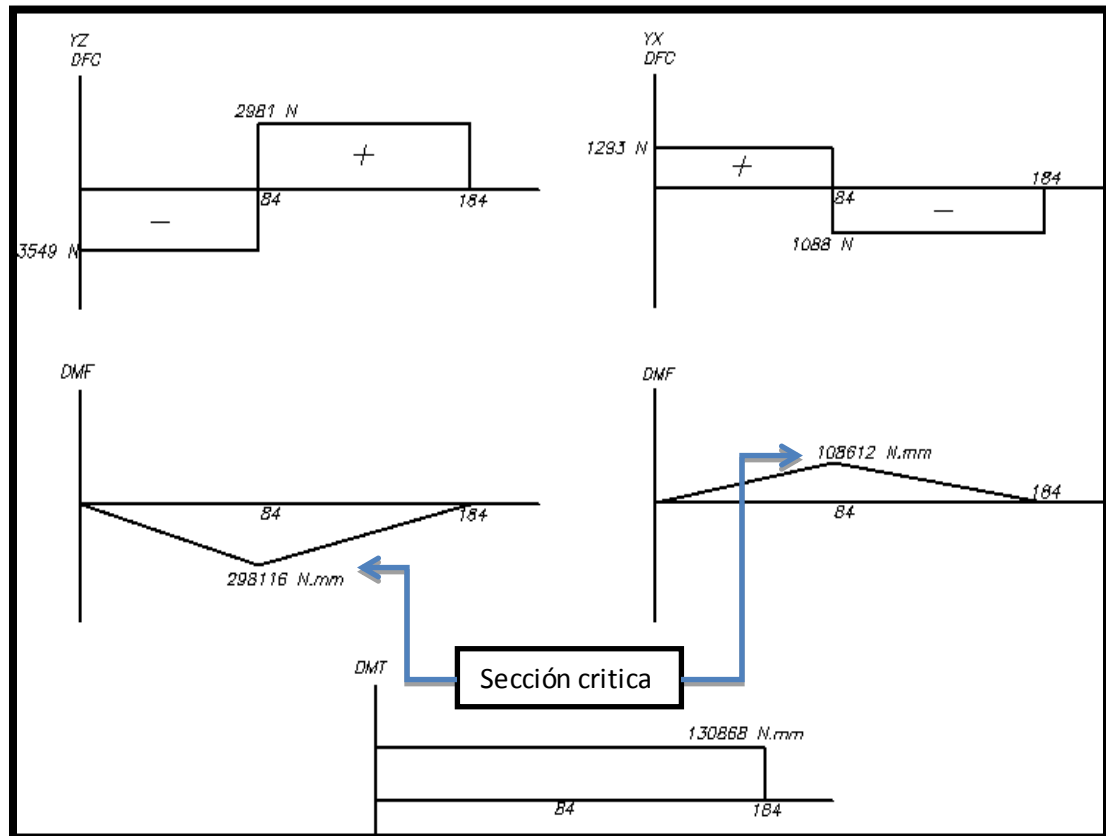 YZ
DFC
2981 N
+
84
184
-
3549 N
YX
DFC
1293 N
+
184
84
-
1088 N
DMF
84
184
298116 N.mm
DMF
108612 N.mm
184
84
Sección critica
DMT
130868 N.mm
84
184